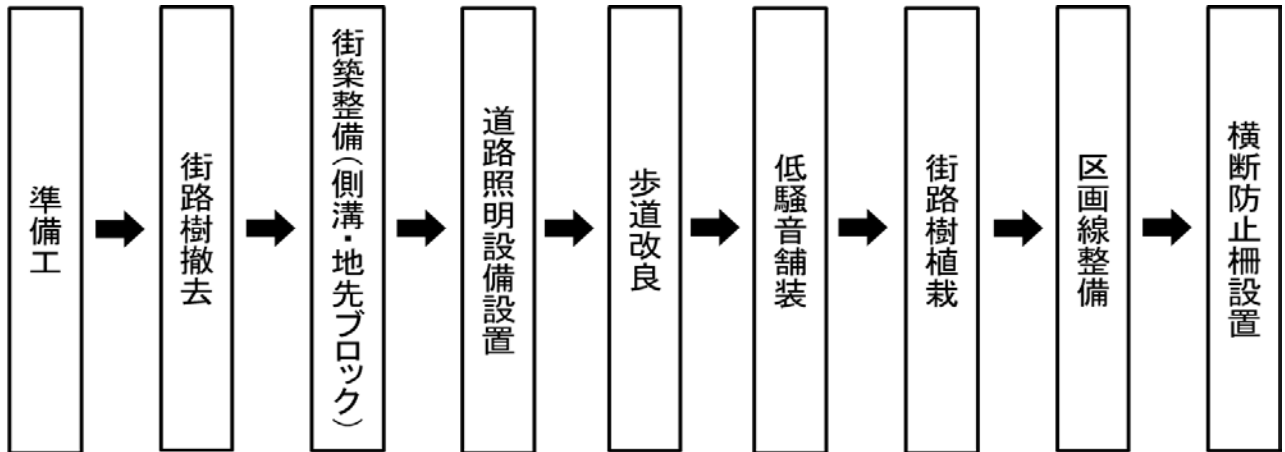 準備工
街路樹撤去
街築整備(側溝・地先ブロック)
道路照明設備設置
歩道改良
低騒音舗装
街路樹植栽
区画線整備
横断防止柵設置